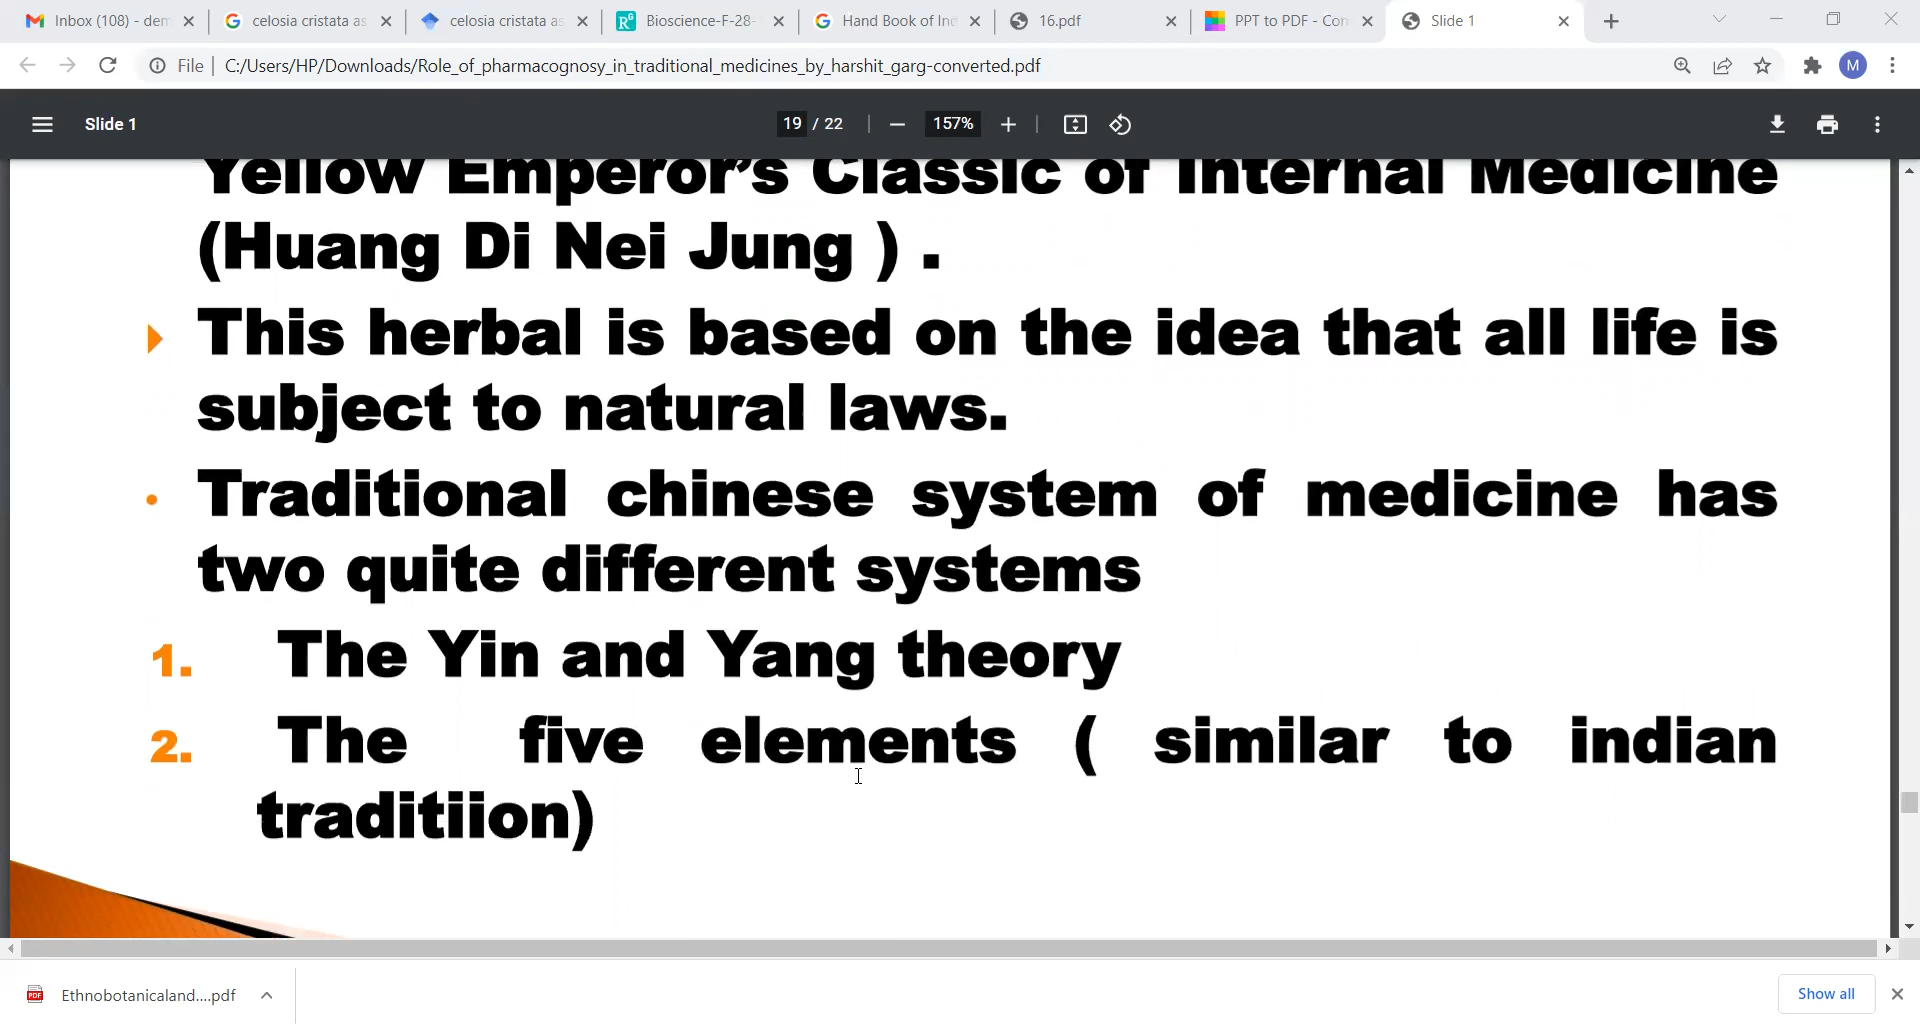 Inbox (108) - den
celosia cristata as
celosia cristata as
Bioscience-F-28-
Hand Book of Ind
16.pdf
PPT to PDF - Con
Slide 1
File
C:/Users/HP/Downloads/Role_of_pharmacognosy_in_traditional_medicines_by_harshit_garg-converted.pdf
M
Slide 1
19 / 22
157%
Yellow Emperor's Classic of Internal Medicine
(Huang Di Nei Jung ) .
This herbal is based on the idea that all life is
subject to natural laws.
Traditional chinese system of medicine has
two quite different systems
1. The Yin and Yang theory
2. The five elements ( similar to indian
traditiiion)
PDF
Ethnobotanicaland....pdf
Show all